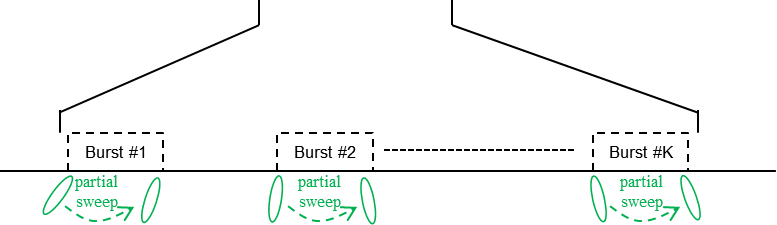 Burst #1
Burst #2
Burst #K
partial
sweep
partial
sweep
partial
sweep